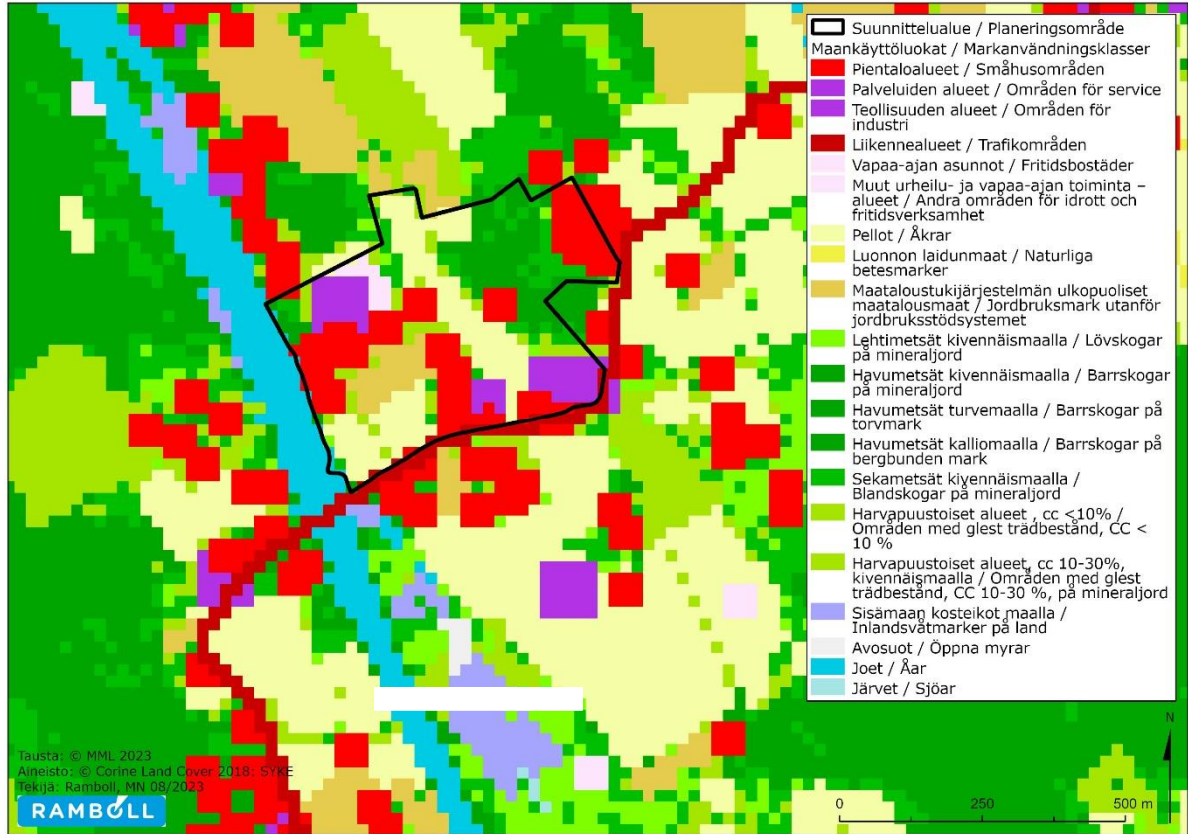 Suunnittelualue / Planeringsområde
Maankäyttöluokat / Markanvändningsklasser
Pientaloalueet / Småhusområden
Palveluiden alueet / Områden för service
Teollisuuden alueet / Områden för
industri
Liikennealueet / Trafikområden
Vapaa-ajan asunnot / Fritidsbostäder
Muut urheilu- ja vapaa-ajan toiminta –
alueet / Andra områden för idrott och
fritidsverksamhet
Pellot / Åkrar
Luonnon laidunmaat / Naturliga
betesmarker
Maataloustukijärjestelmän ulkopuoliset
maatalousmaat / Jordbruksmark utanför
jordbruksstödsystemet
Lehtimetsät kivennäismaalla / Lövskogar
på mineraljord
Havumetsät kivennäismaalla / Barrskogar
på mineraljord
Havumetsät turvemaalla / Barrskogar på
torvmark
Havumetsät kalliomaalla / Barrskogar på
bergbunden mark
Sekametsät kivennäismaalla /
Blandskogar på mineraljord
Harvapuustoiset alueet , cc <10% /
Områden med glest trädbestånd, CC <
10 %
Harvapuustoiset alueet, cc 10-30%,
kivennäismaalla / Områden med glest
trädbestånd, CC 10-30 %, på mineraljord
Sisämaan kosteikot maalla /
Inlandsvåtmarker på land
Avosuot / Öppna myrar
Joet / Åar
Järvet / Sjöar
N
Tausta: © MML 2023
Aineisto: © Corine Land Cover 2018: SYKE
Tekijä: Ramboll, MN 08/2023
RAMBOLL
0 250 500 m